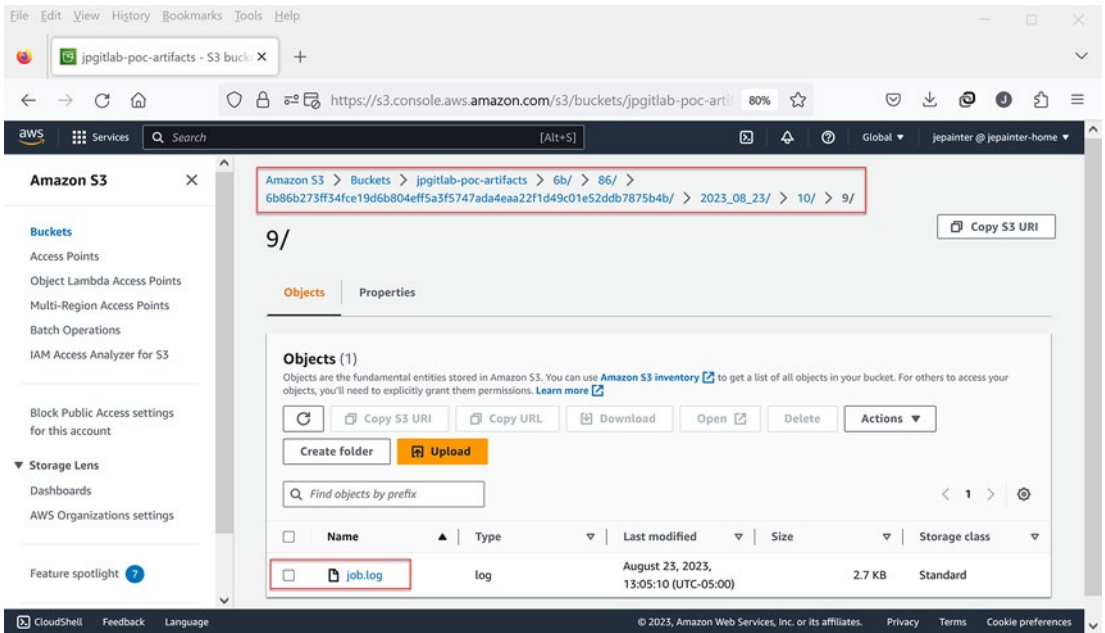 File Edit View History Bookmarks Tools Help
jpgitlab-poc-artifacts - S3 buck
https://s3.console.aws.amazon.com/s3/buckets/jpgitlab-poc-artif 80%
aws Services Search [Alt+S] Global jepainter @ jepainter-home
Amazon S3
Amazon S3 > Buckets > jpgitlab-poc-artifacts > 6b/ > 86/ >
6b86b273ff34fce19d6b804eff5a3f5747ada4eaa22f1d49c01e52ddb7875b4b/ > 2023_08_23/ > 10/ > 9/
9/
Copy S3 URI
Buckets
Access Points
Object Lambda Access Points
Multi-Region Access Points
Batch Operations
IAM Access Analyzer for S3
Block Public Access settings
for this account
Storage Lens
Dashboards
AWS Organizations settings
Feature spotlight 7
Objects Properties
Objects (1)
Objects are the fundamental entities stored in Amazon S3. You can use Amazon S3 inventory to get a list of all objects in your bucket. For others to access your
objects, you'll need to explicitly grant them permissions. Learn more
Copy S3 URI Copy URL Download Open Delete Actions
Create folder Upload
Find objects by prefix
1
Name Type Last modified Size Storage class
job.log log August 23, 2023,
13:05:10 (UTC-05:00) 2.7 KB Standard
CloudShell Feedback Language © 2023, Amazon Web Services, Inc. or its affiliates. Privacy Terms Cookie preferences